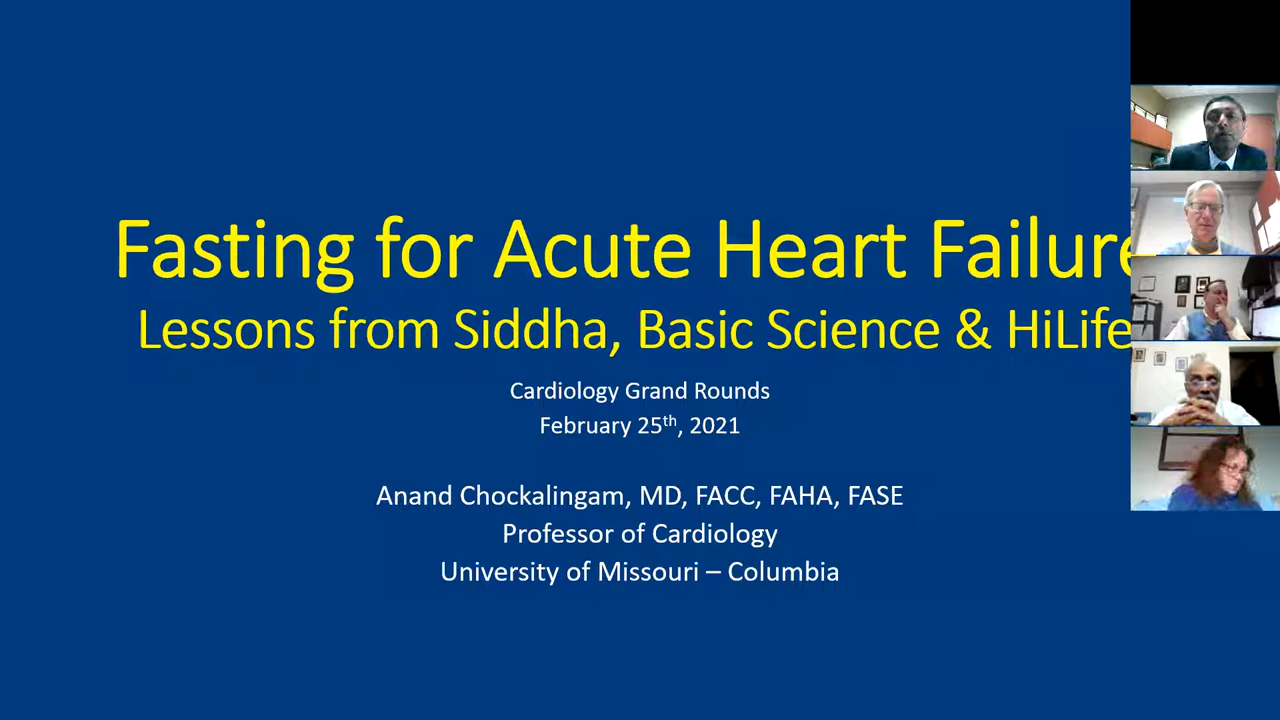 Fasting for Acute Heart Failure
Lessons from Siddha, Basic Science & HiLife
Cardiology Grand Rounds
February 25th, 2021
Anand Chockalingam, MD, FACC, FAHA, FASE
Professor of Cardiology
University of Missouri – Columbia